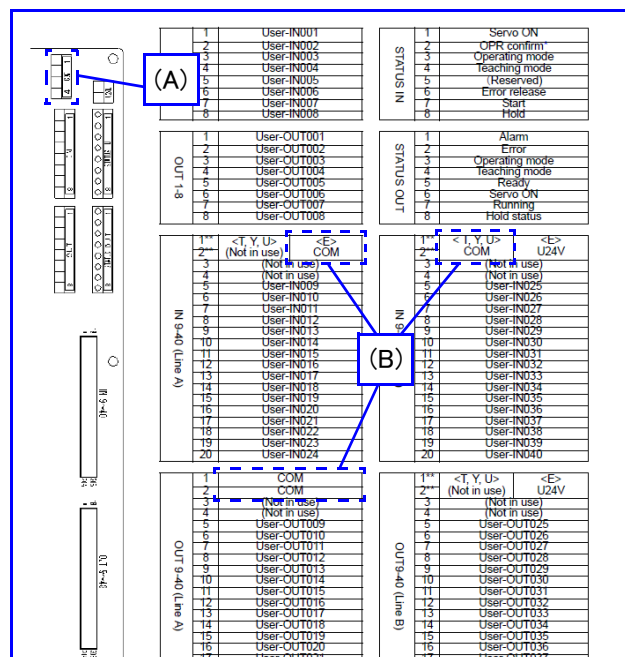 1 User-IN001
2 User-IN002
3 User-IN003
4 User-IN004
5 User-IN005
6 User-IN006
7 User-IN007
8 User-IN008
STATUS IN
1 Servo ON
2 OPR confirm*
3 Operating mode
4 Teaching mode
5 (Reserved)
6 Error release
7 Start
8 Hold
(A)
OUT 1-8
1 User-OUT001
2 User-OUT002
3 User-OUT003
4 User-OUT004
5 User-OUT005
6 User-OUT006
7 User-OUT007
8 User-OUT008
STATUS OUT
1 Alarm
2 Error
3 Operating mode
4 Teaching mode
5 Ready
6 Servo ON
7 Running
8 Hold status
IN 9-40 (Line A)
1** <T, Y, U> <E>
2** (Not in use) COM
3 (Not in use)
4 (Not in use)
5 User-IN009
6 User-IN010
7 User-IN011
8 User-IN012
9 User-IN013
10 User-IN014
11 User-IN015
12 User-IN016
13 User-IN017
14 User-IN018
15 User-IN019
16 User-IN020
17 User-IN021
18 User-IN022
19 User-IN023
20 User-IN024
(B)
IN 9
1** Y, U> <E>
2** COM U24V
3 (Not in use)
4 (Not in use)
5 User-IN025
6 User-IN026
7 User-IN027
8 User-IN028
9 User-IN029
10 User-IN030
11 User-IN031
12 User-IN032
13 User-IN033
14 User-IN034
15 User-IN035
16 User-IN036
17 User-IN037
18 User-IN038
19 User-IN039
20 User-IN040
IN 9~40
OUT 9-40 (Line A)
1 COM
2 COM
3 (Not in use)
4 (Not in use)
5 User-OUT009
6 User-OUT010
7 User-OUT011
8 User-OUT012
9 User-OUT013
10 User-OUT014
11 User-OUT015
12 User-OUT016
13 User-OUT017
14 User-OUT018
15 User-OUT019
16 User-OUT020
OUT9-40 (Line B)
1** <T, Y, U> <E>
2** (Not in use) U24V
3 (Not in use)
4 (Not in use)
5 User-OUT025
6 User-OUT026
7 User-OUT027
8 User-OUT028
9 User-OUT029
10 User-OUT030
11 User-OUT031
12 User-OUT032
13 User-OUT033
14 User-OUT034
15 User-OUT035
16 User-OUT036
OUT 9~40